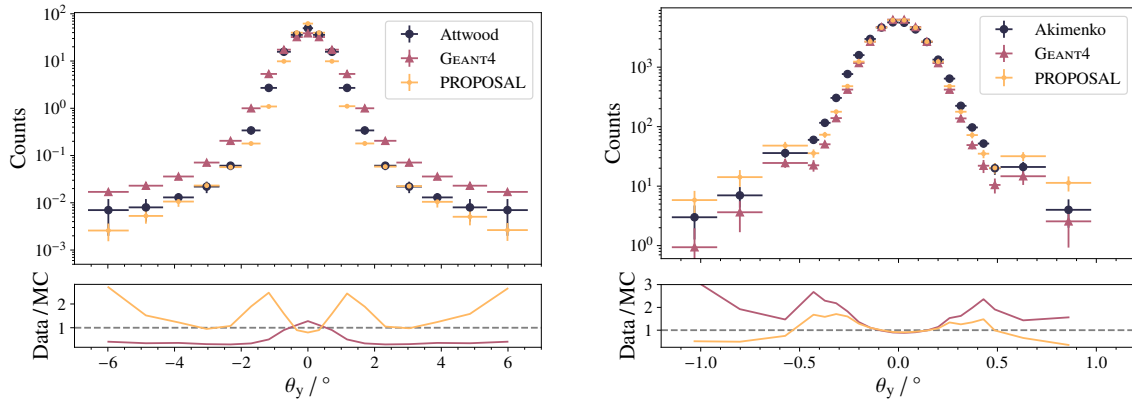 10²
10¹
10⁰
10⁻¹
10⁻²
10⁻³
Counts
Attwood
GEANT4
PROPOSAL
2
1
Data / MC
−6
−4
−2
0
2
4
6
θy / °
10³
10²
10¹
10⁰
Counts
Akimenko
GEANT4
PROPOSAL
3
2
1
Data / MC
−1.0
−0.5
0.0
0.5
1.0
θy / °